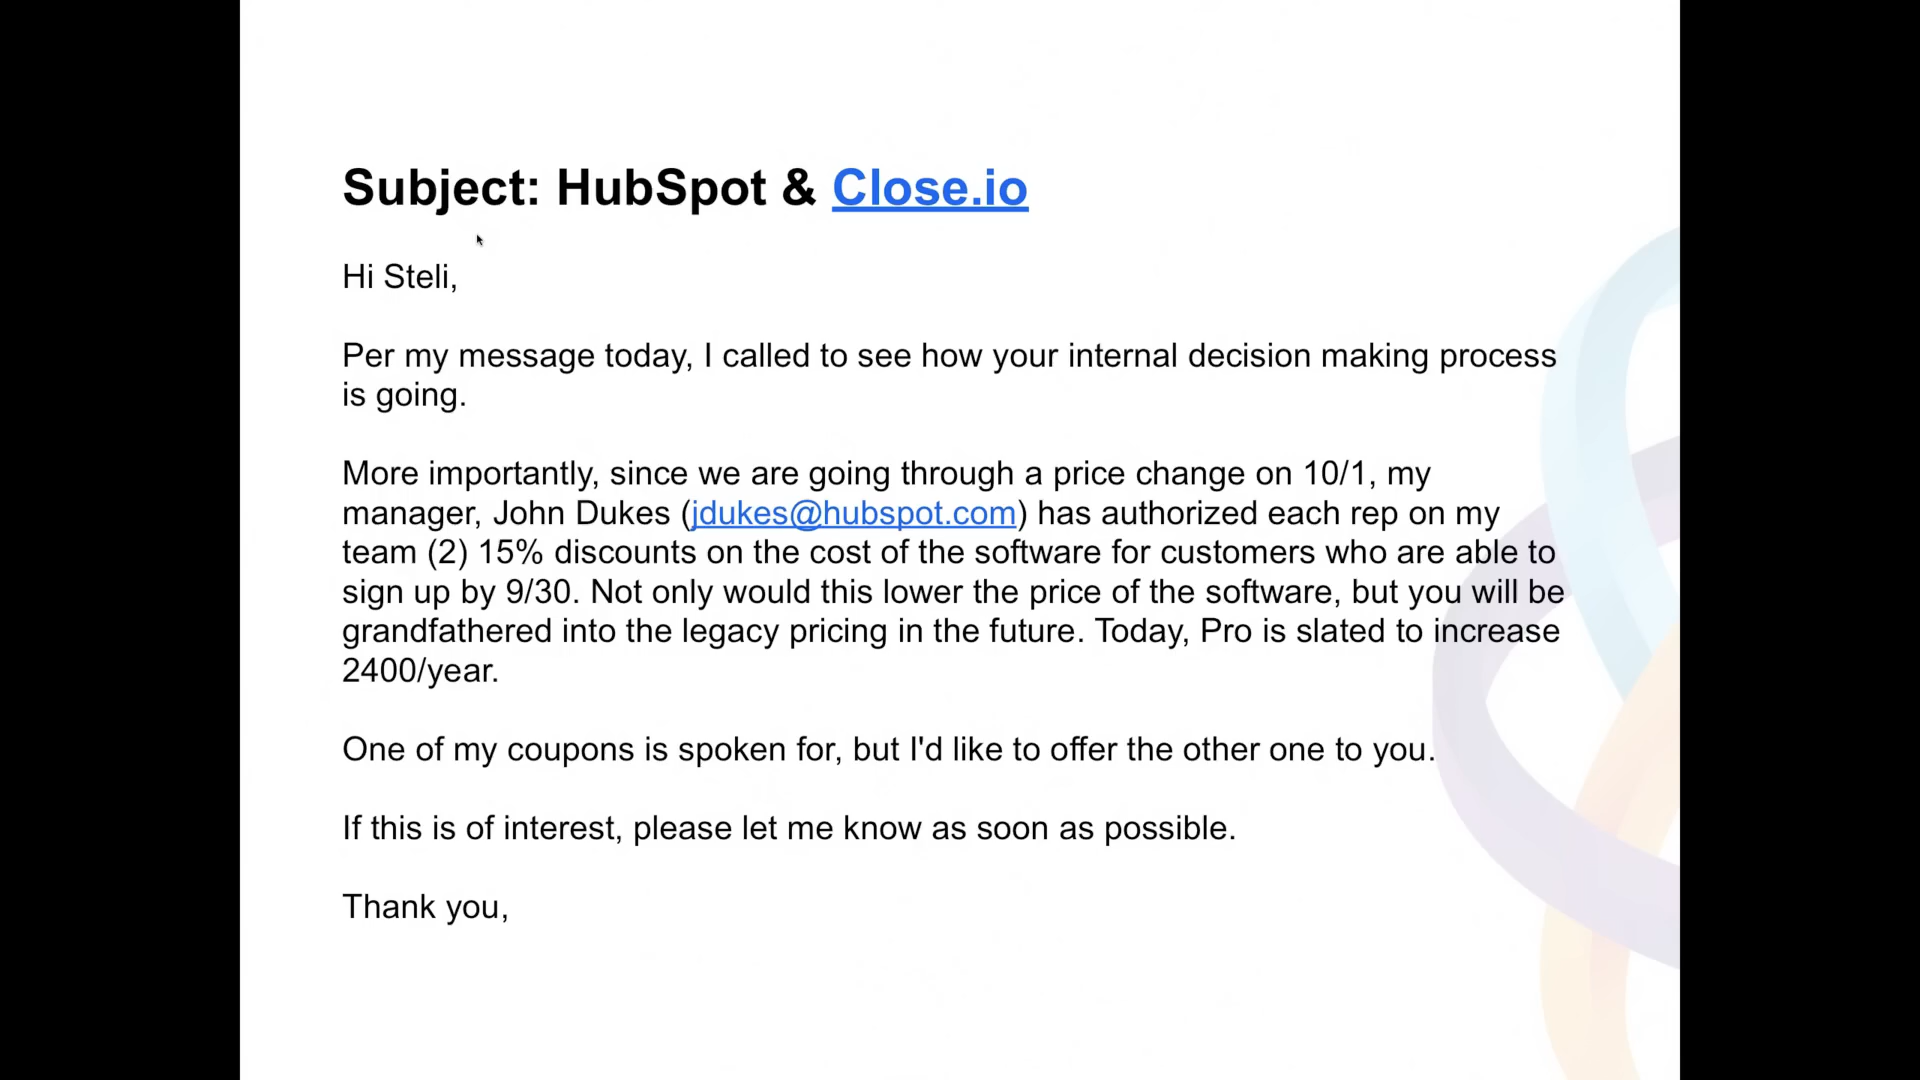 Subject: HubSpot & Close.io
Hi Steli,
Per my message today, I called to see how your internal decision making process
is going.
More importantly, since we are going through a price change on 10/1, my
manager, John Dukes (jdukes@hubspot.com) has authorized each rep on my
team (2) 15% discounts on the cost of the software for customers who are able to
sign up by 9/30. Not only would this lower the price of the software, but you will be
grandfathered into the legacy pricing in the future. Today, Pro is slated to increase
2400/year.
One of my coupons is spoken for, but I'd like to offer the other one to you.
If this is of interest, please let me know as soon as possible.
Thank you,